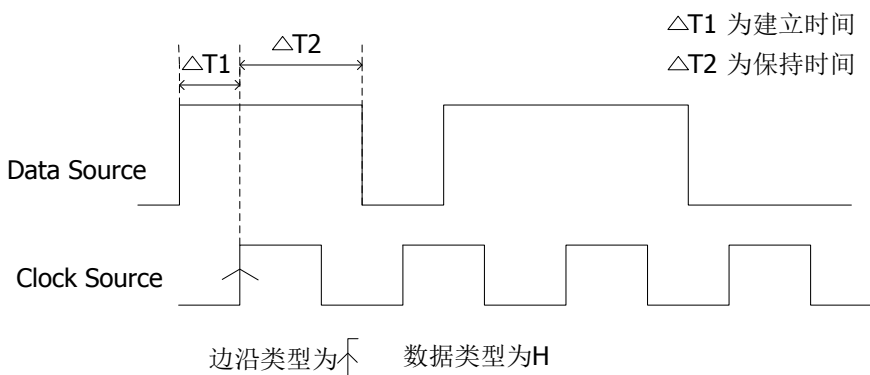 △T1 为建立时间
△T2 为保持时间
△T1
△T2
Data Source
Clock Source
边沿类型为 数据类型为H